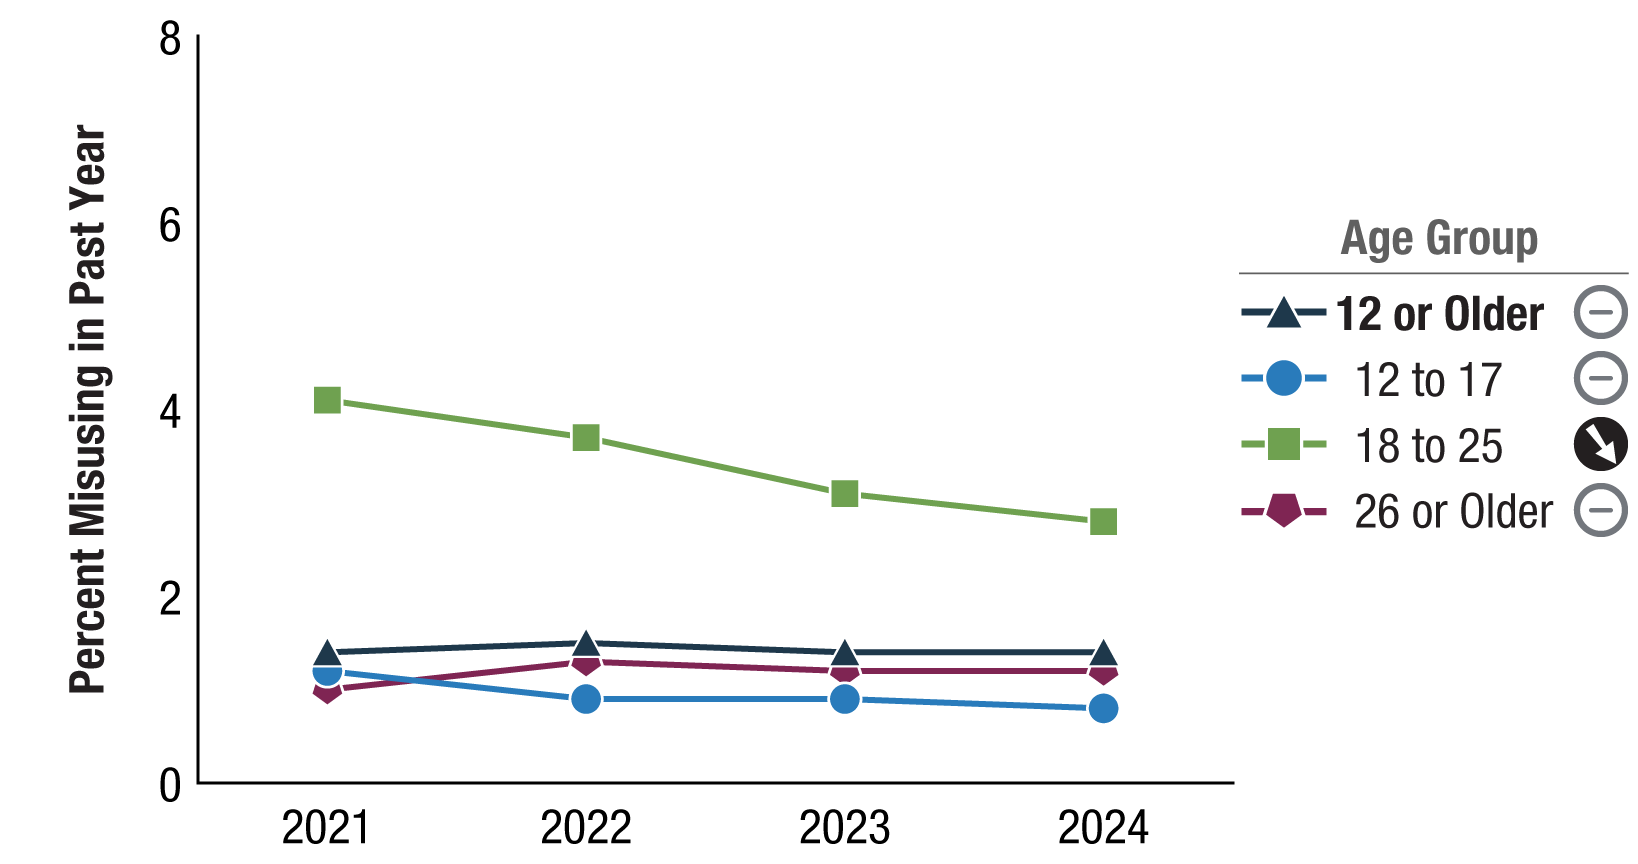 Percent Misusing in Past Year
8
6
4
2
0
2021 2022 2023 2024
Age Group
12 or Older
12 to 17
18 to 25
26 or Older